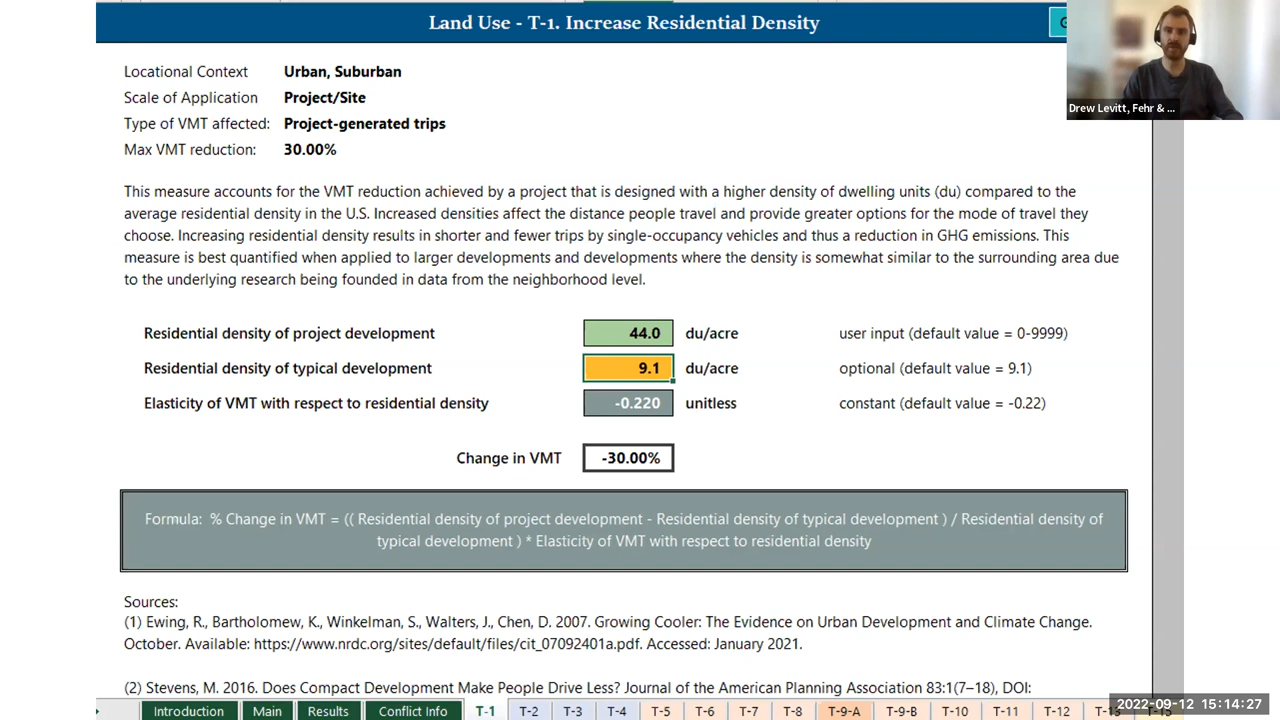 Land Use - T-1. Increase Residential Density
Drew Levitt, Fehr & ...
Locational Context Urban, Suburban
Scale of Application Project/Site
Type of VMT affected: Project-generated trips
Max VMT reduction: 30.00%
This measure accounts for the VMT reduction achieved by a project that is designed with a higher density of dwelling units (du) compared to the
average residential density in the U.S. Increased densities affect the distance people travel and provide greater options for the mode of travel they
choose. Increasing residential density results in shorter and fewer trips by single-occupancy vehicles and thus a reduction in GHG emissions. This
measure is best quantified when applied to larger developments and developments where the density is somewhat similar to the surrounding area due
to the underlying research being founded in data from the neighborhood level.
Residential density of project development 44.0 du/acre user input (default value = 0-9999)
Residential density of typical development 9.1 du/acre optional (default value = 9.1)
Elasticity of VMT with respect to residential density -0.220 unitless constant (default value = -0.22)
Change in VMT -30.00%
Formula: % Change in VMT = (( Residential density of project development - Residential density of typical development ) / Residential density of
typical development ) * Elasticity of VMT with respect to residential density
Sources:
(1) Ewing, R., Bartholomew, K., Winkelman, S., Walters, J., Chen, D. 2007. Growing Cooler: The Evidence on Urban Development and Climate Change.
October. Available: https://www.nrdc.org/sites/default/files/cit_07092401a.pdf. Accessed: January 2021.
(2) Stevens, M. 2016. Does Compact Development Make People Drive Less? Journal of the American Planning Association 83:1(7–18), DOI:
Introduction Main Results Conflict Info T-1 T-2 T-3 T-4 T-5 T-6 T-7 T-8 T-9-A T-9-B T-10 T-11 T-12
2022-09-12 15:14:27